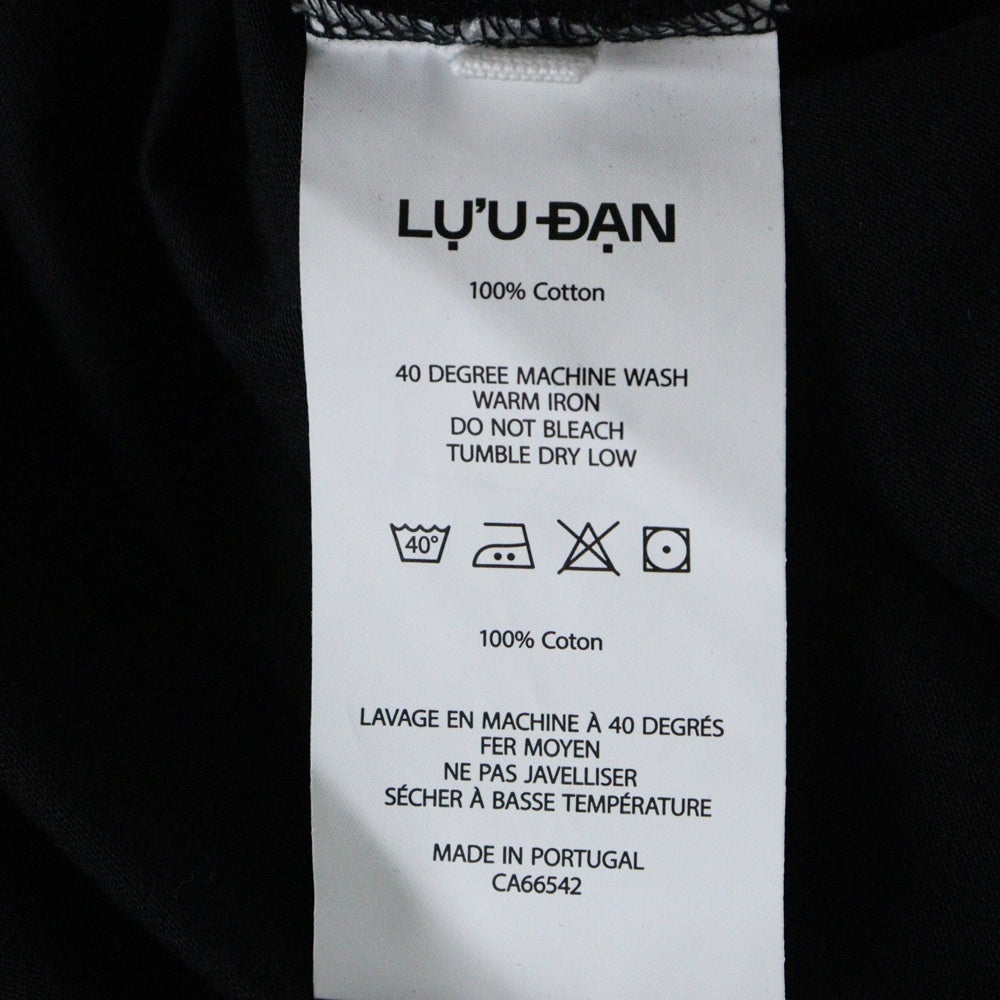 LỰU ĐẠN
100% Cotton
40 DEGREE MACHINE WASH
WARM IRON
DO NOT BLEACH
TUMBLE DRY LOW
40°
100% Coton
LAVAGE EN MACHINE À 40 DEGRÉS
FER MOYEN
NE PAS JAVELLISER
SÉCHER À BASSE TEMPÉRATURE
MADE IN PORTUGAL
CA66542